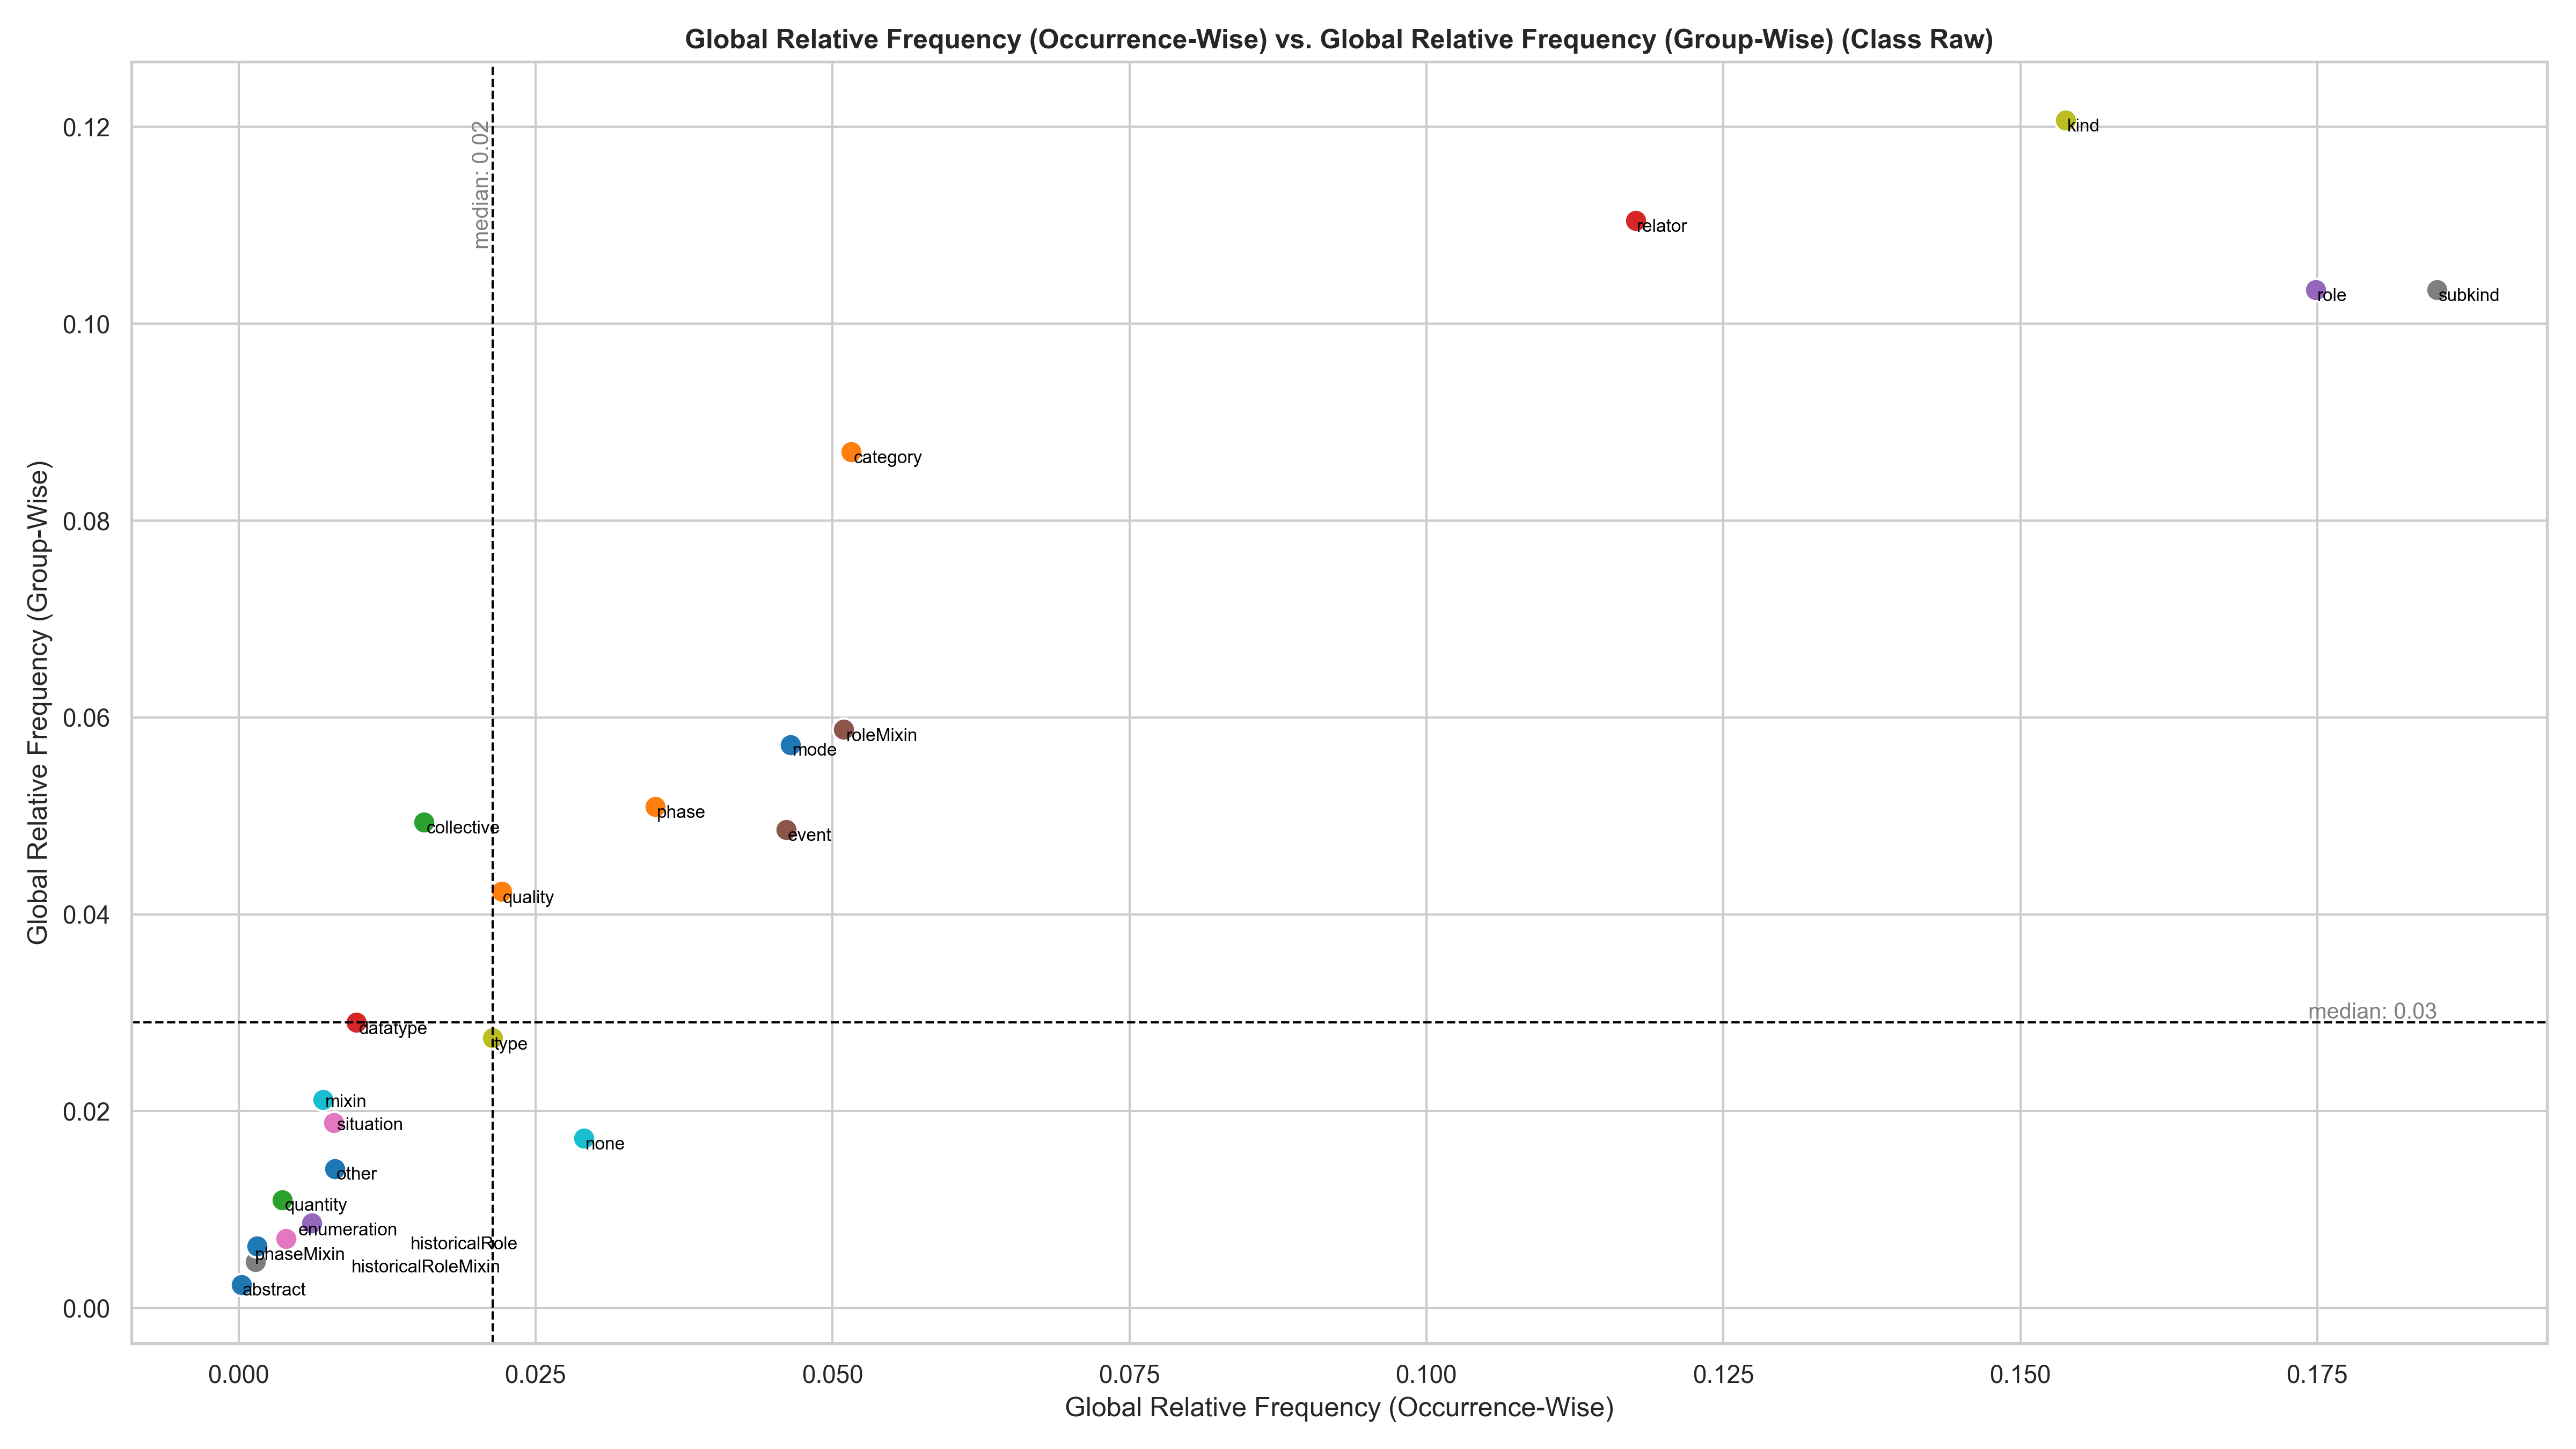 Global Relative Frequency (Occurrence-Wise) vs. Global Relative Frequency (Group-Wise) (Class Raw)
Global Relative Frequency (Group-Wise)
0.12
0.10
0.08
0.06
0.04
0.02
0.00
median: 0.02
median: 0.03
kind
relator
role
subkind
category
roleMixin
mode
phase
collective
event
quality
datatype
type
mixin
situation
none
other
quantity
enumeration
historicalRole
phaseMixin
historicalRoleMixin
abstract
0.000
0.025
0.050
0.075
0.100
0.125
0.150
0.175
Global Relative Frequency (Occurrence-Wise)